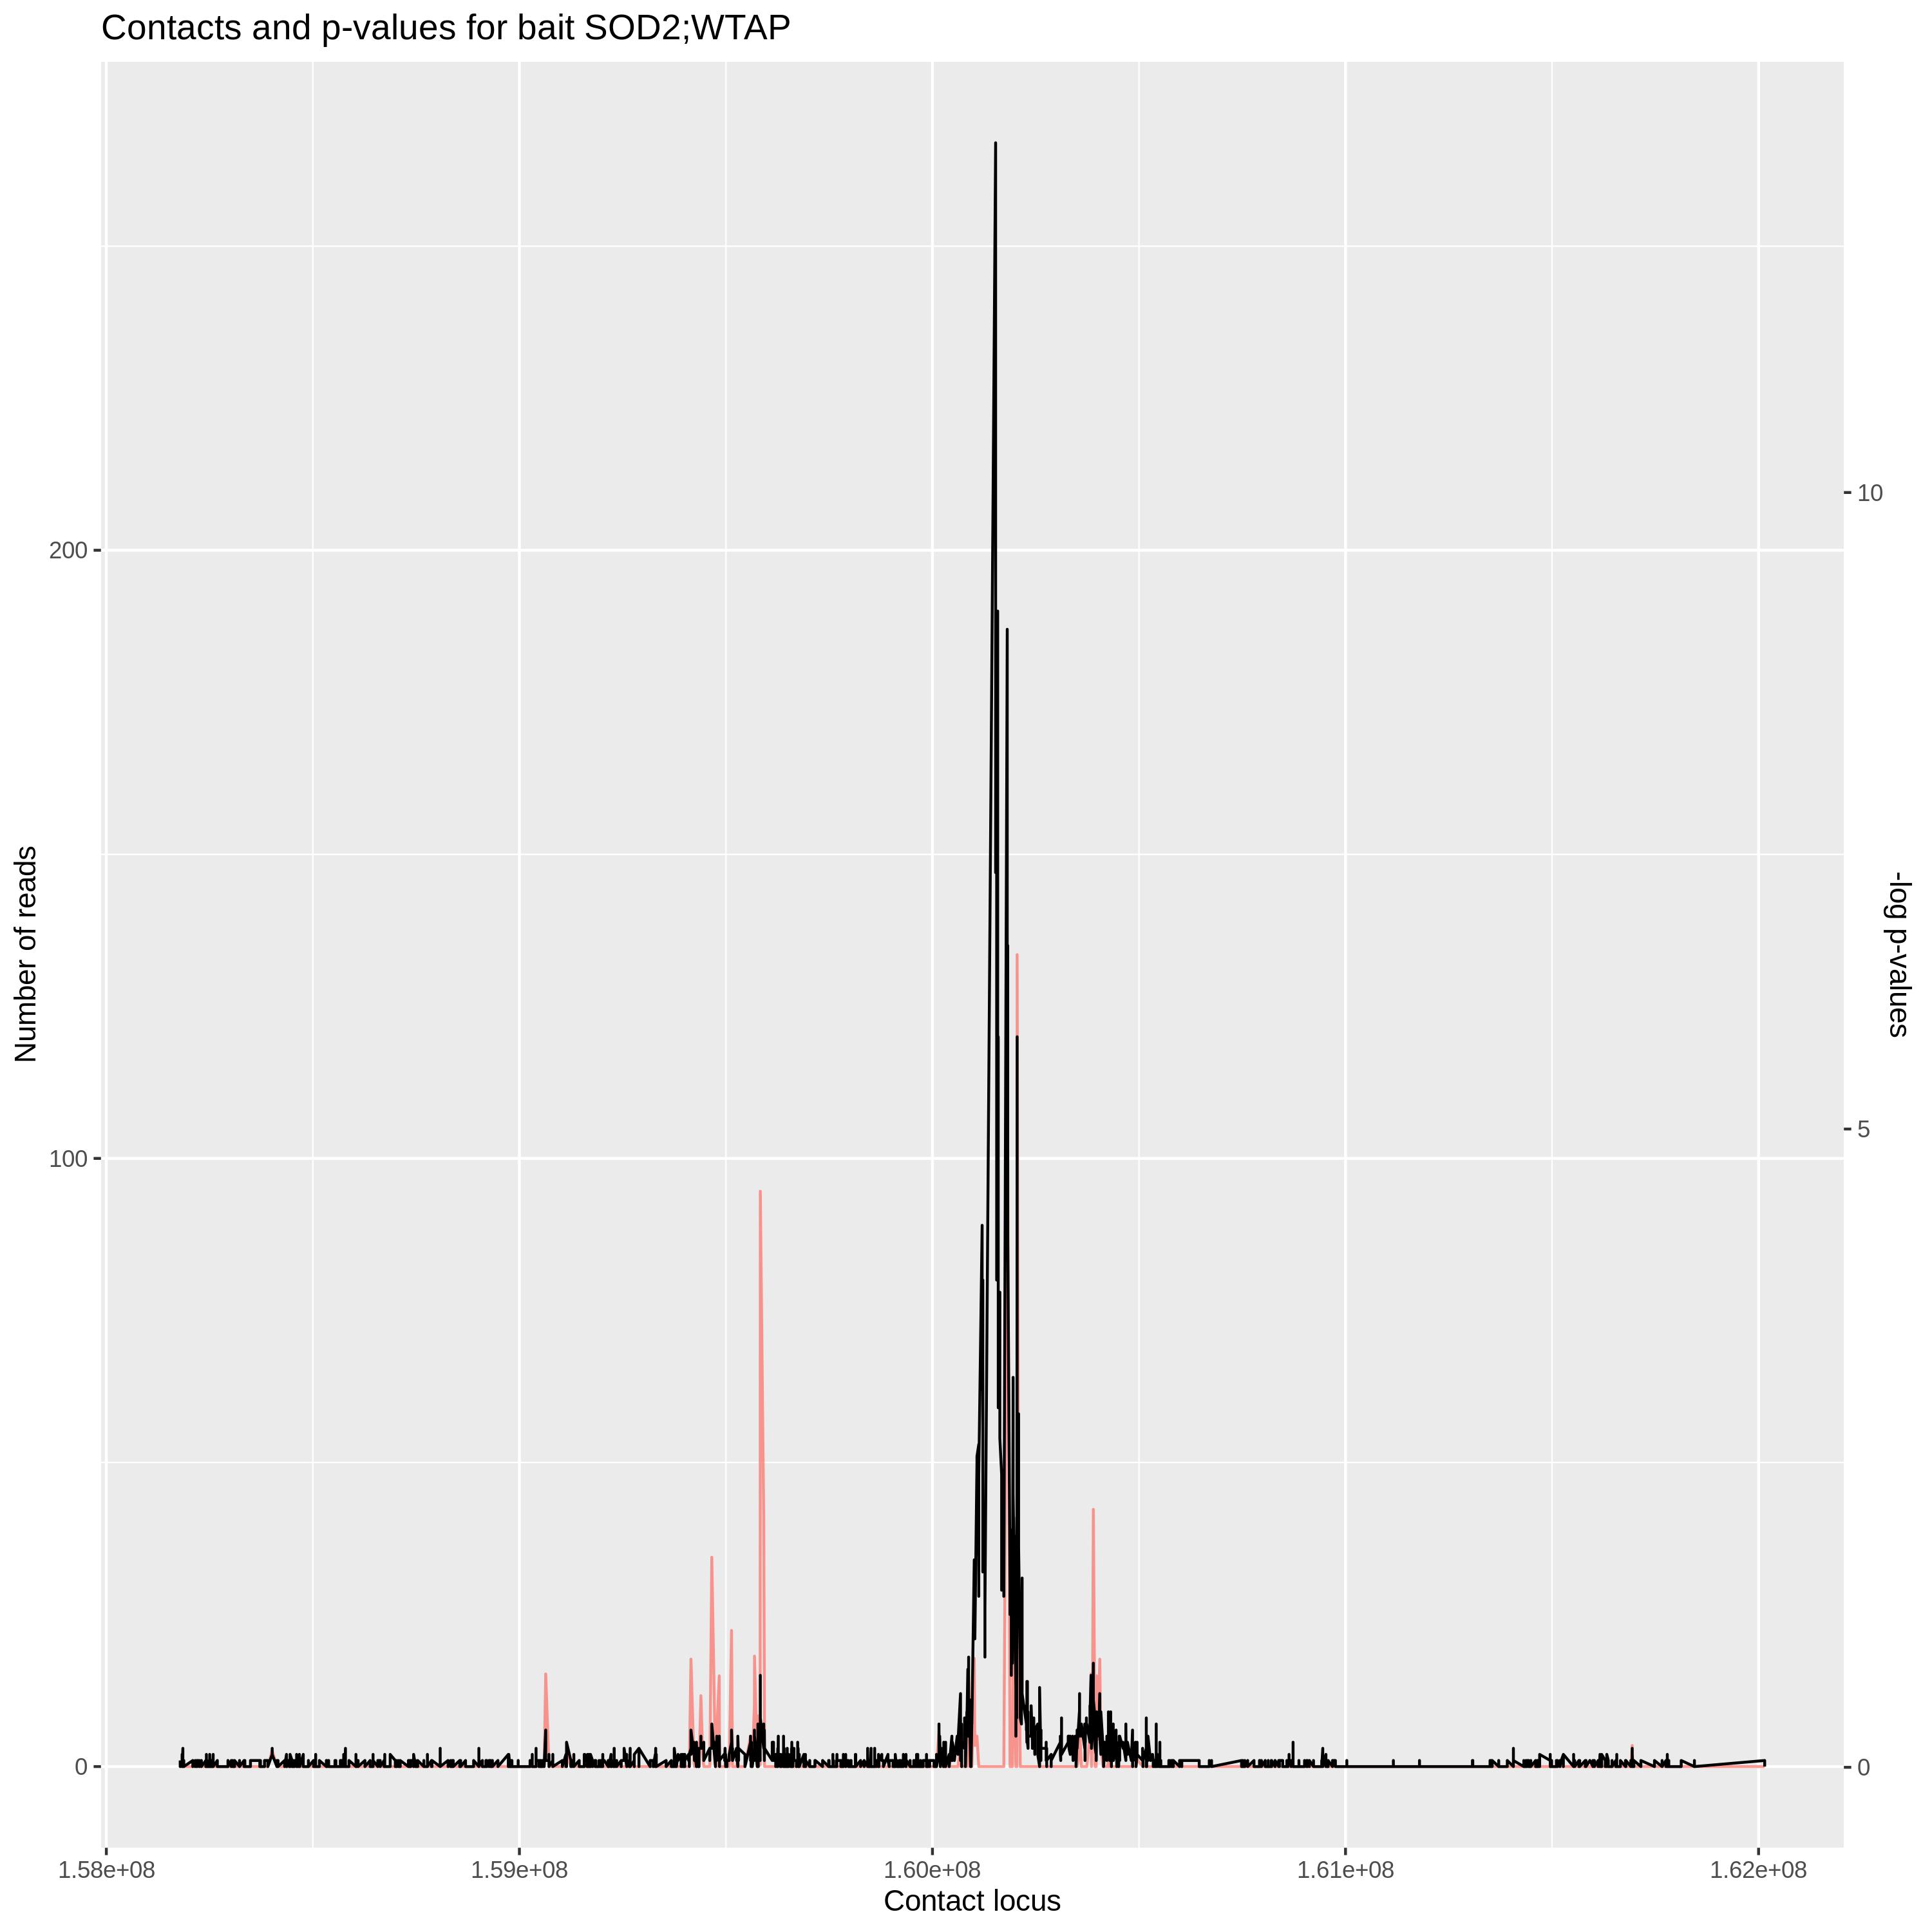 Contacts and p-values for bait SOD2;WTAP
Number of reads
200
100
0
10
5
0
-log p-values
1.58e+08 1.59e+08 1.60e+08 1.61e+08 1.62e+08
Contact locus